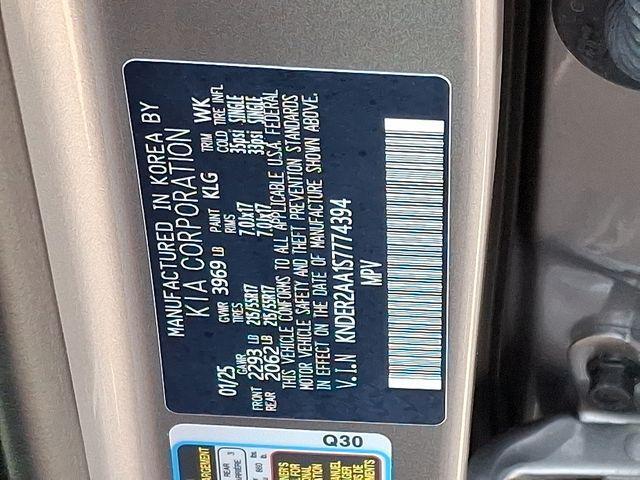 MANUFACTURED IN KOREA BY
KIA CORPORATION
01/25 GVWR 3969 LB PAINT KLG TRIM WK
GAWR TIRES RIMS COLD TIRE INFL
FRONT 2293 LB 215/55R17 7.0Jx17 35psi SINGLE
REAR 2062 LB 215/55R17 7.0Jx17 33psi SINGLE
THIS VEHICLE CONFORMS TO ALL APPLICABLE U.S.A. FEDERAL
MOTOR VEHICLE SAFETY AND THEFT PREVENTION STANDARDS
IN EFFECT ON THE DATE OF MANUFACTURE SHOWN ABOVE.
V.I.N KNDER2AA1S7774394
MPV
Q30
REAR 3